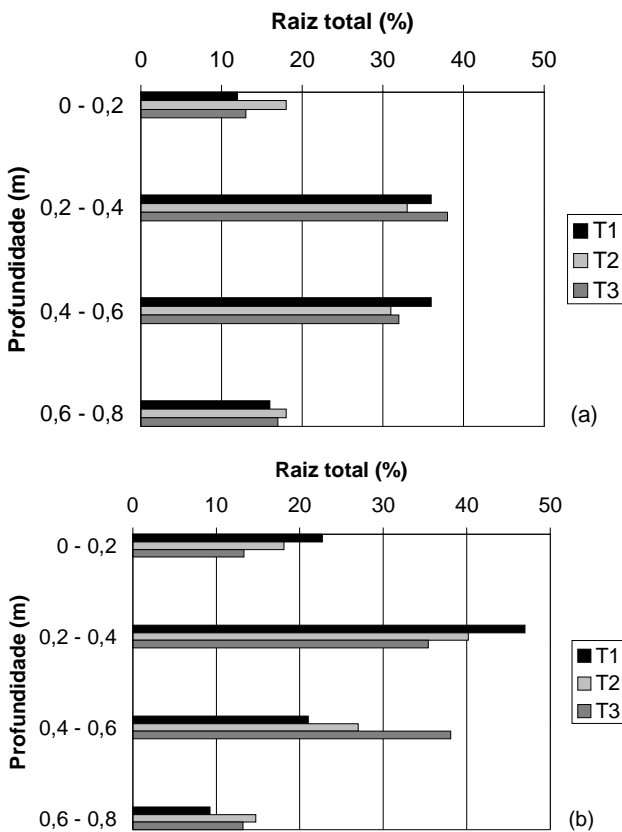 Raiz total (%)
0 10 20 30 40 50
Profundidade (m)
0 - 0,2
0,2 - 0,4
0,4 - 0,6
0,6 - 0,8
T1
T2
T3
(a)
Raiz total (%)
0 10 20 30 40 50
Profundidade (m)
0 - 0,2
0,2 - 0,4
0,4 - 0,6
0,6 - 0,8
T1
T2
T3
(b)